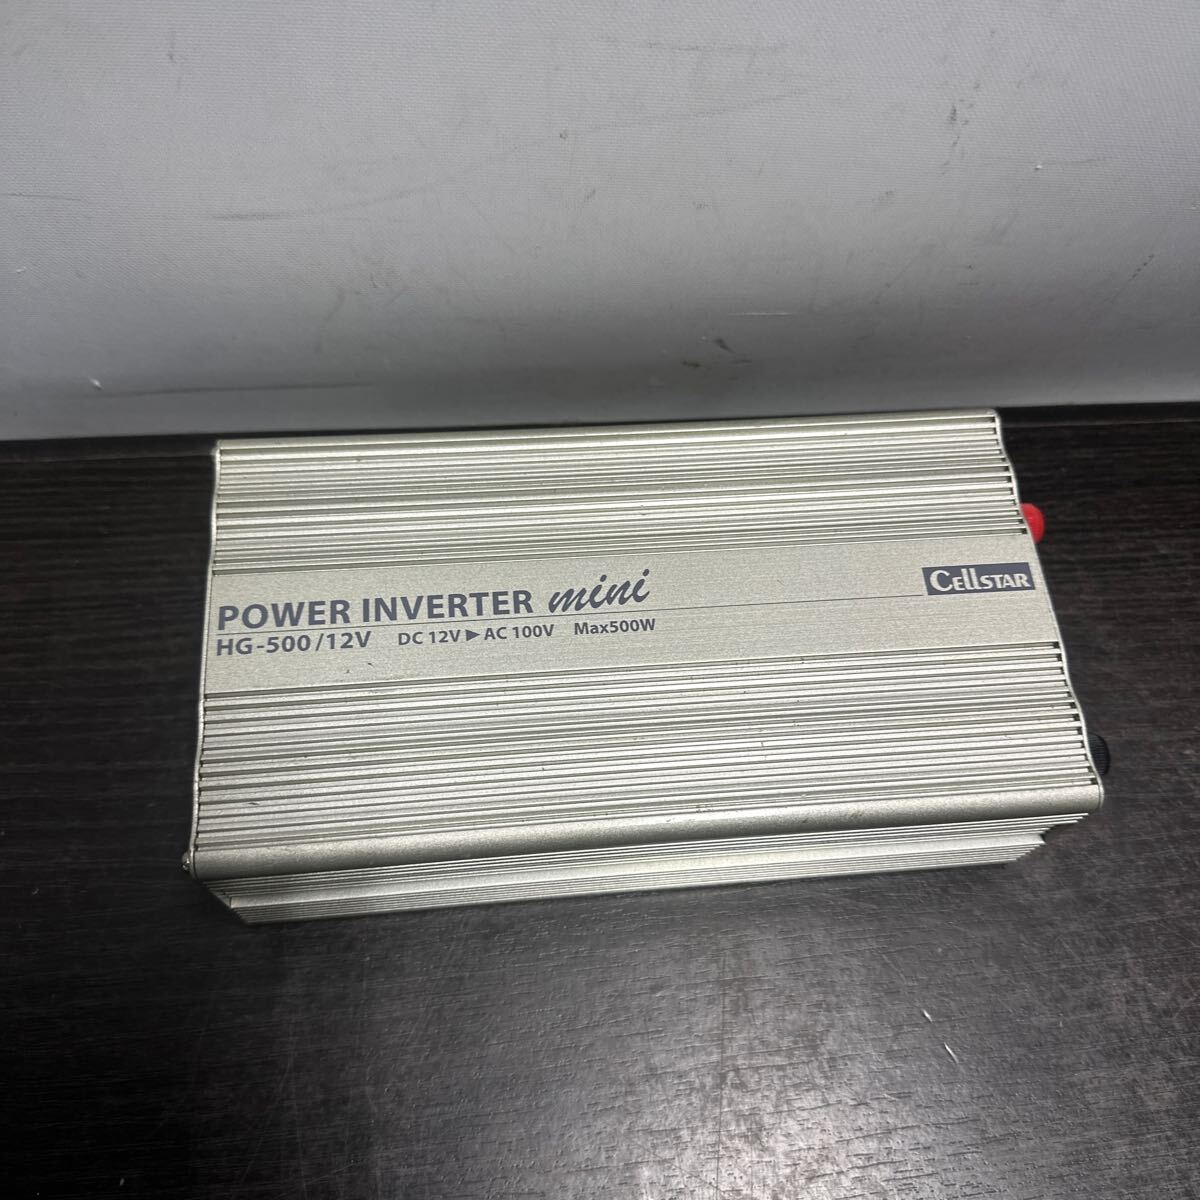 POWER INVERTER mini
CELLSTAR
HG-500/12V DC 12V ▶ AC 100V Max500W